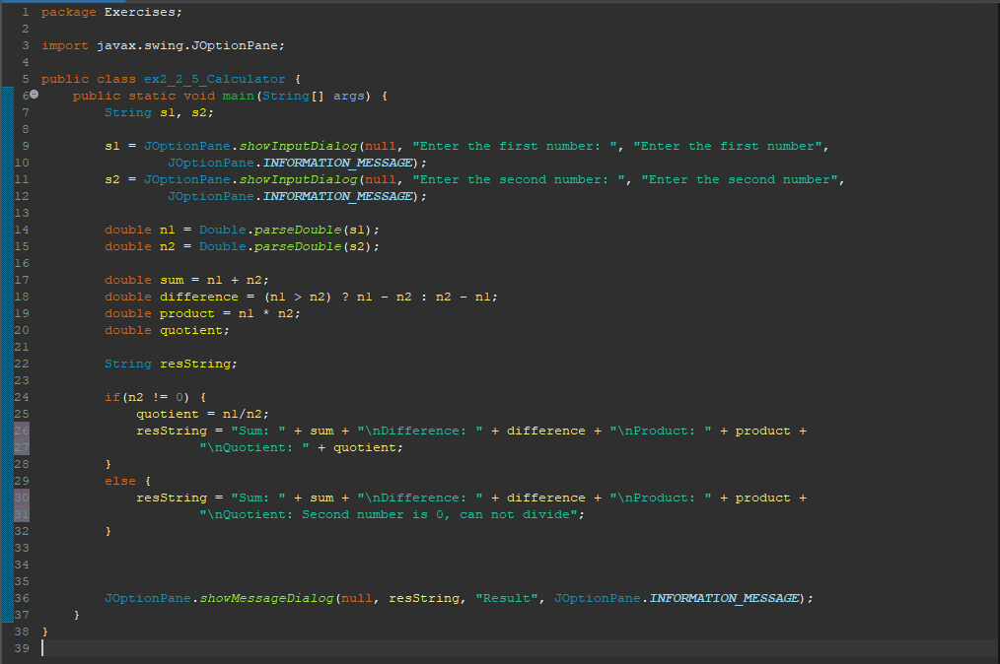 1 package Exercises;
2
3 import javax.swing.JOptionPane;
4
5 public class ex2_2_5_Calculator {
6 public static void main(String[] args) {
7 String s1, s2;
8
9 s1 = JOptionPane.showInputDialog(null, "Enter the first number: ", "Enter the first number",
10 JOptionPane.INFORMATION_MESSAGE);
11 s2 = JOptionPane.showInputDialog(null, "Enter the second number: ", "Enter the second number",
12 JOptionPane.INFORMATION_MESSAGE);
13
14 double n1 = Double.parseDouble(s1);
15 double n2 = Double.parseDouble(s2);
16
17 double sum = n1 + n2;
18 double difference = (n1 > n2) ? n1 - n2 : n2 - n1;
19 double product = n1 * n2;
20 double quotient;
21
22 String resString;
23
24 if(n2 != 0) {
25 quotient = n1/n2;
26 resString = "Sum: " + sum + "\nDifference: " + difference + "\nProduct: " + product +
27 "\nQuotient: " + quotient;
28 }
29 else {
30 resString = "Sum: " + sum + "\nDifference: " + difference + "\nProduct: " + product +
31 "\nQuotient: Second number is 0, can not divide";
32 }
33
34
35
36 JOptionPane.showMessageDialog(null, resString, "Result", JOptionPane.INFORMATION_MESSAGE);
37 }
38 }
39